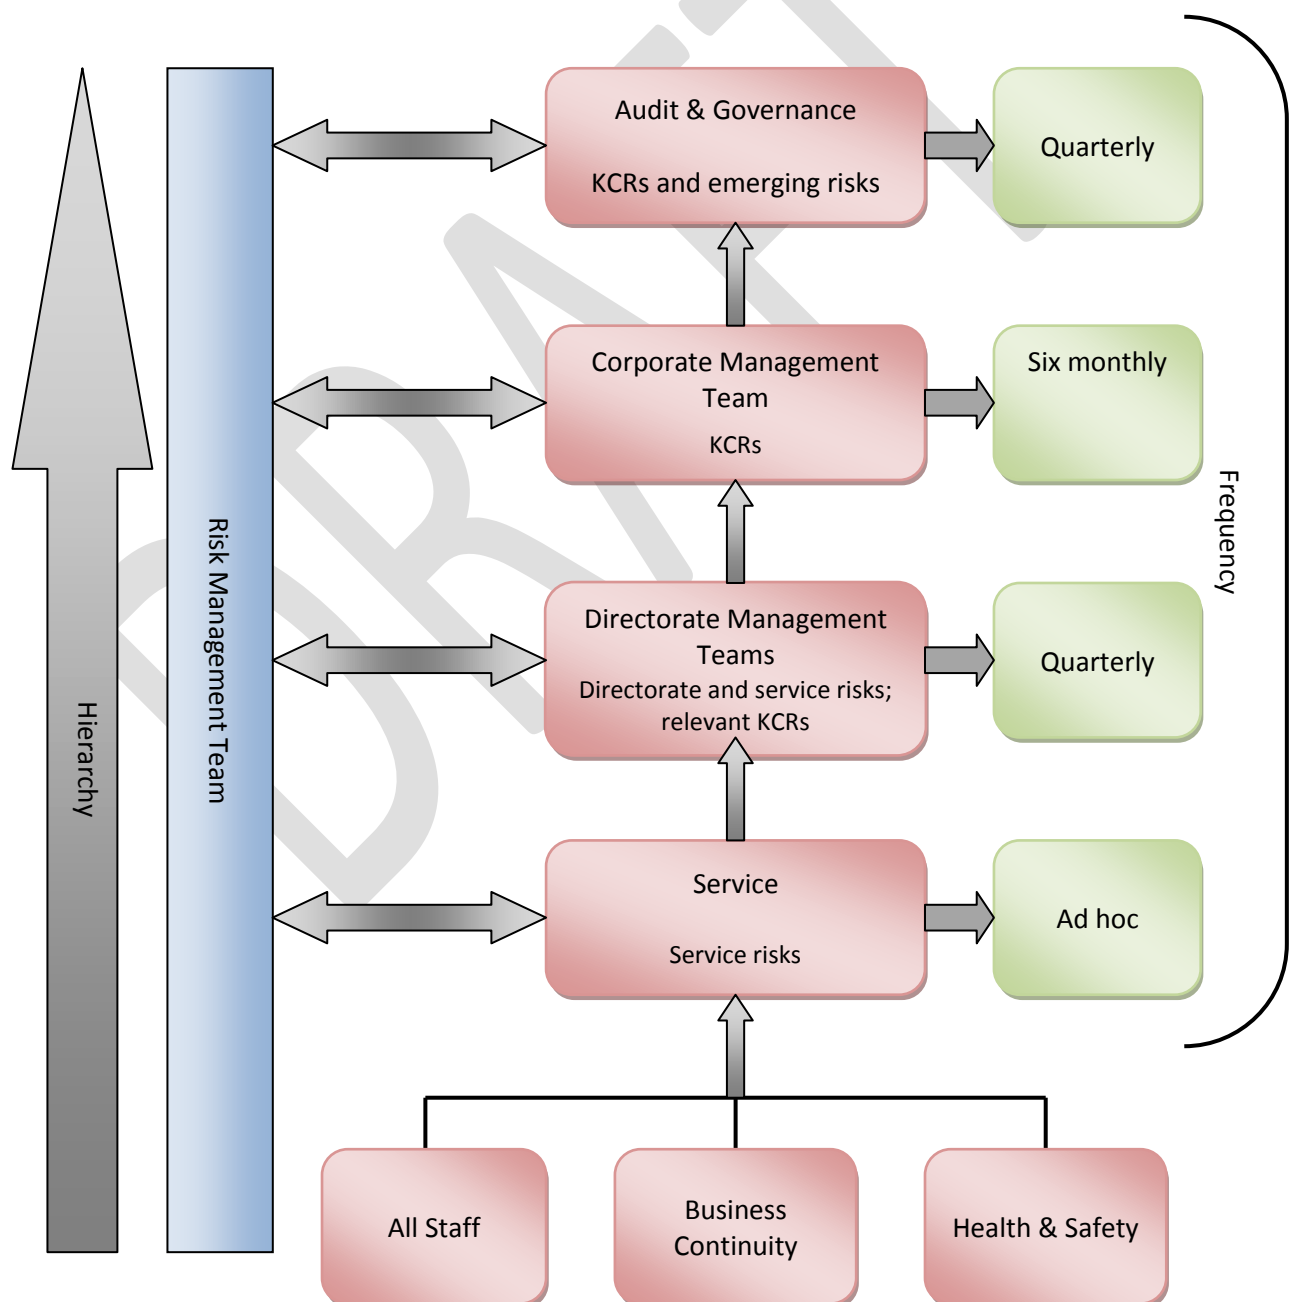 Audit & Governance
KCRs and emerging risks
Quarterly
Corporate Management
Team
KCRs
Six monthly
Directorate Management
Teams
Directorate and service risks;
relevant KCRs
Quarterly
Service
Service risks
Ad hoc
All Staff
Business
Continuity
Health & Safety
Hierarchy
Risk Management Team
Frequency
DRAFT